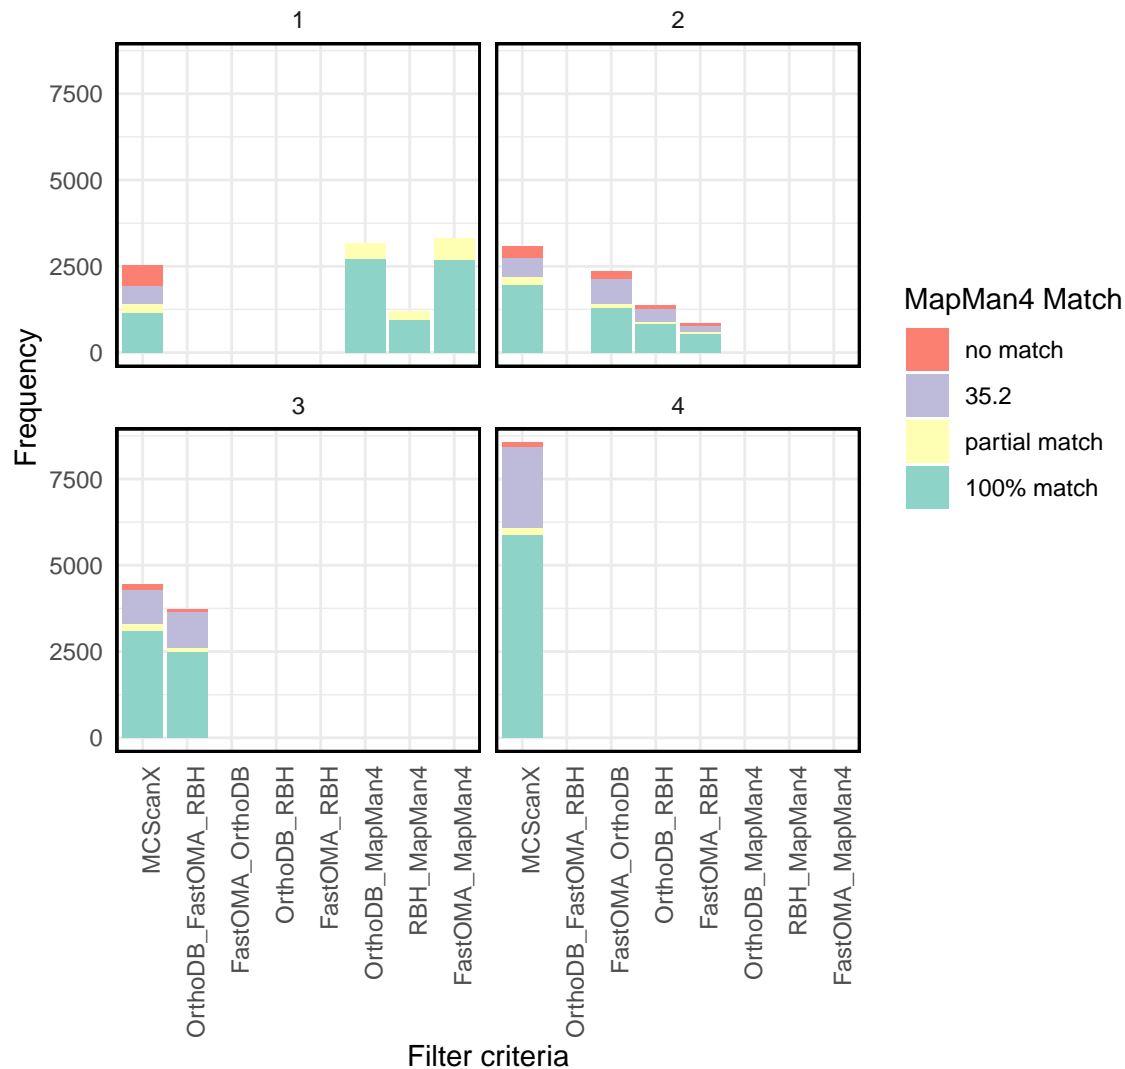 1
2
7500
5000
2500
0
Frequency
3
4
7500
5000
2500
0
MCScanX
OrthoDB_FastOMA_RBH
FastOMA_OrthoDB
OrthoDB_RBH
FastOMA_RBH
OrthoDB_MapMan4
RBH_MapMan4
FastOMA_MapMan4
MCScanX
OrthoDB_FastOMA_RBH
FastOMA_OrthoDB
OrthoDB_RBH
FastOMA_RBH
OrthoDB_MapMan4
RBH_MapMan4
FastOMA_MapMan4
Filter criteria
MapMan4 Match
no match
35.2
partial match
100% match